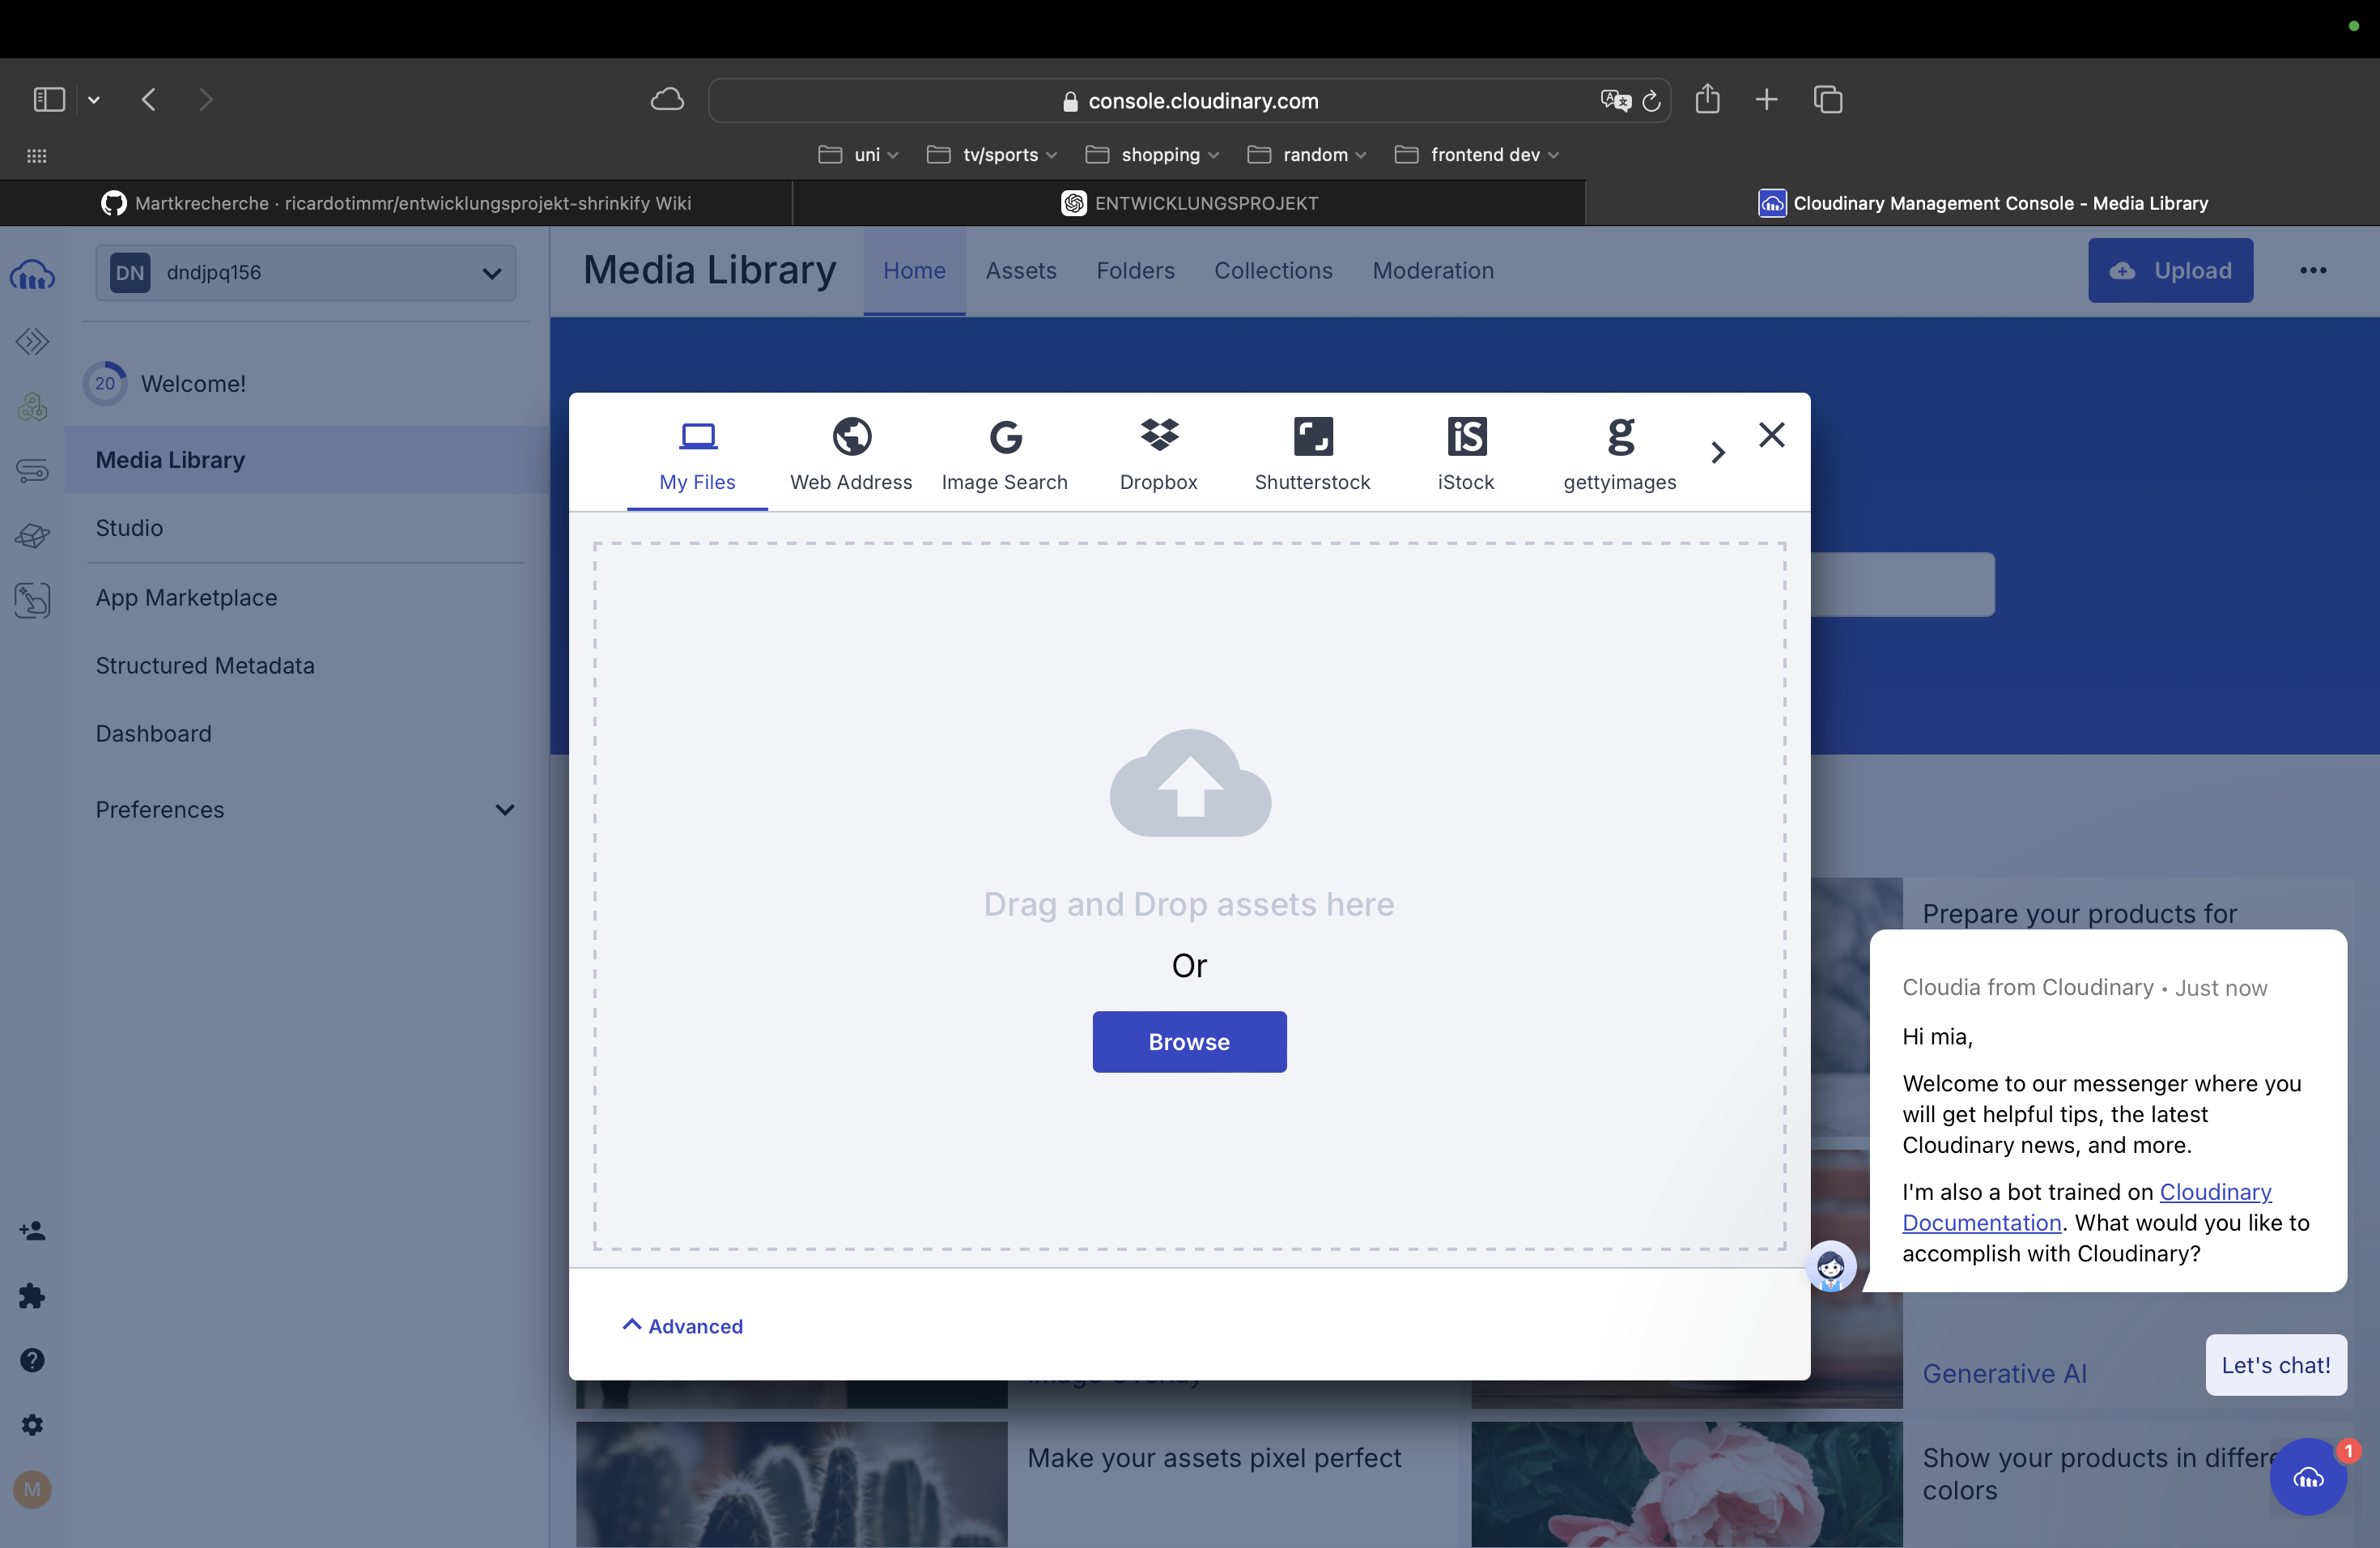 console.cloudinary.com
uni
tv/sports
shopping
random
frontend dev
Martkrecherche · ricardotimmr/entwicklungsprojekt-shrinkify Wiki
ENTWICKLUNGSPROJEKT
Cloudinary Management Console - Media Library
DN dndjpq156
Media Library
Home
Assets
Folders
Collections
Moderation
Upload
20 Welcome!
Media Library
Studio
App Marketplace
Structured Metadata
Dashboard
Preferences
M
My Files
Web Address
Image Search
Dropbox
Shutterstock
iS
iStock
g
gettyimages
Drag and Drop assets here
Or
Browse
Advanced
Prepare your products for
Cloudia from Cloudinary • Just now
Hi mia,
Welcome to our messenger where you
will get helpful tips, the latest
Cloudinary news, and more.
I'm also a bot trained on Cloudinary
Documentation. What would you like to
accomplish with Cloudinary?
Generative AI
Let's chat!
Make your assets pixel perfect
Show your products in differe
colors
1